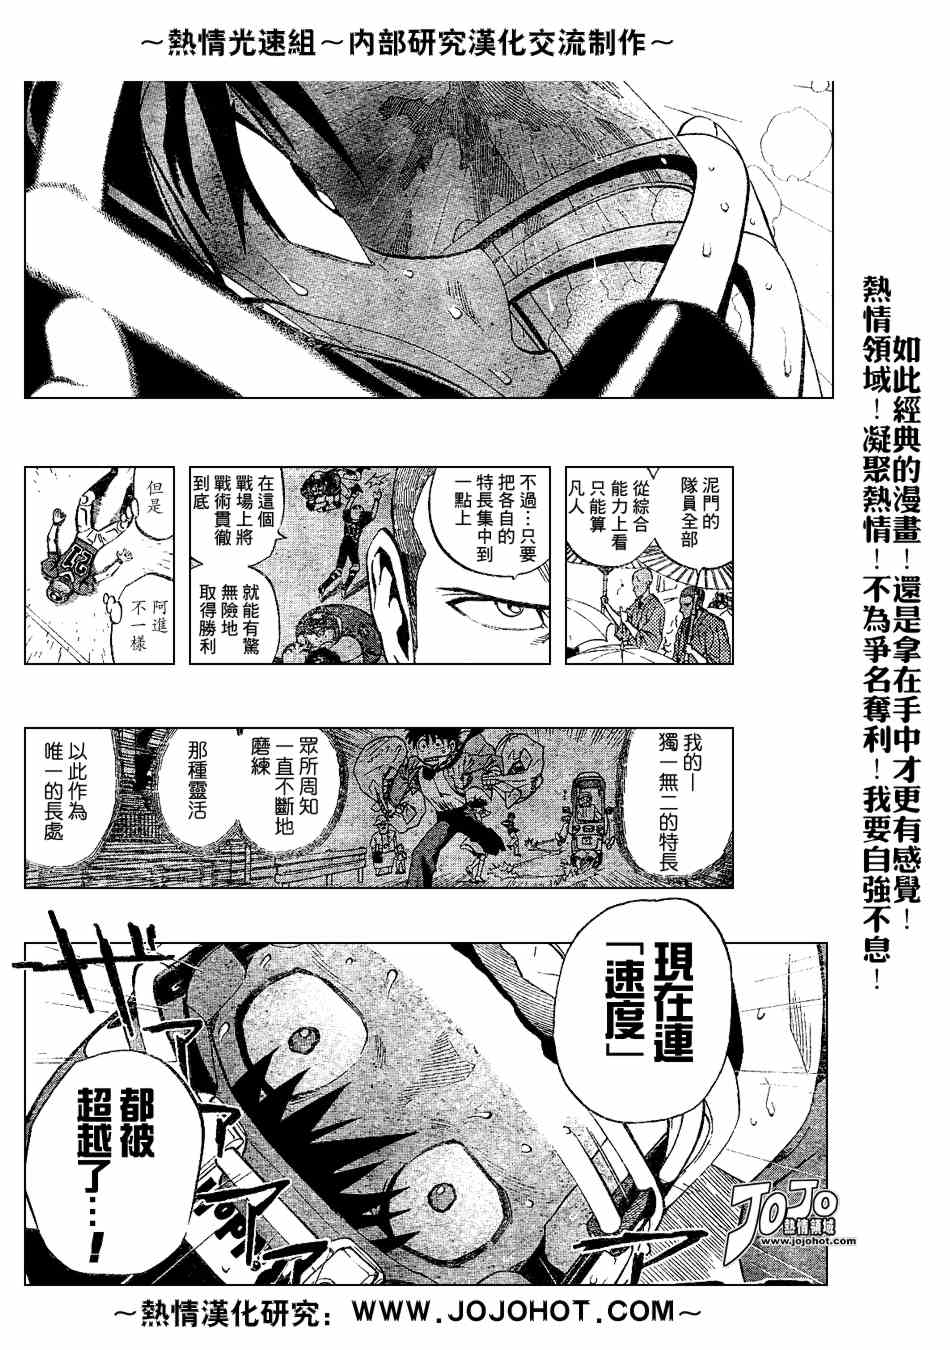 ~熱情光速組~內部研究漢化交流制作~
如此經典的漫畫！還是拿在手中才更有感覺！
熱情領域！凝聚熱情！不為爭名奪利！我要自強不息！
泥門的
隊員全部
從綜合
能力上看
只能算
凡人
不過…只要
把各自的
特長集中到
一點上
在這個
戰場上將
戰術貫徹
到底
就能有驚
無險地
取得勝利
但是
阿進
不一樣
我的—
獨一無二的特長
眾所周知
一直不斷地
磨練
那種靈活
以此作為
唯一的長處
現在連
「速度」
都被
超越了…！
JOJO
熱情領域
www.jojohot.com
~熱情漢化研究：WWW.JOJOHOT.COM~